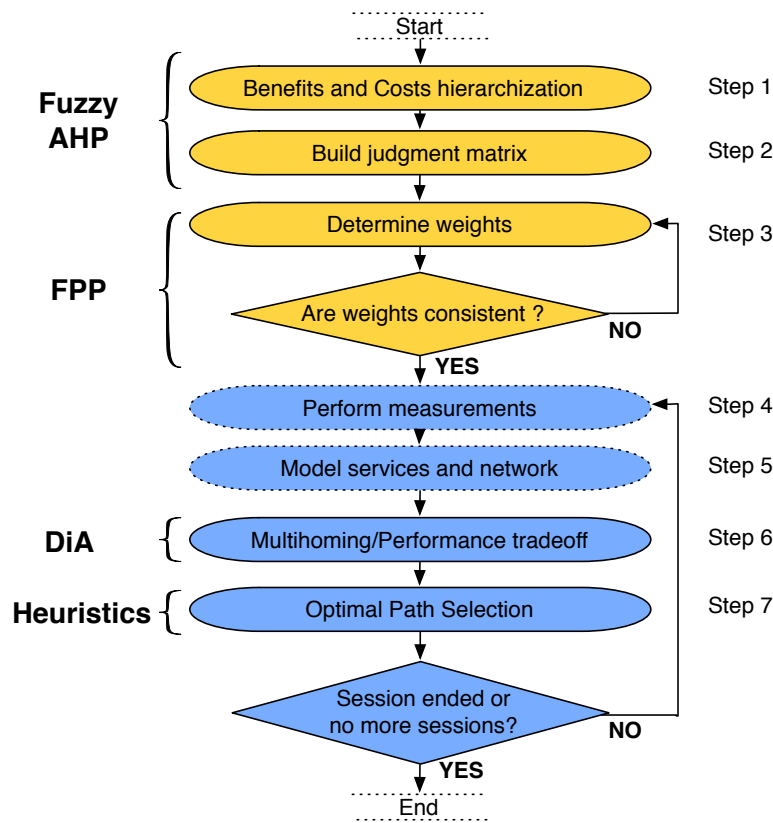 Start
Fuzzy
AHP
Benefits and Costs hierarchization
Step 1
Build judgment matrix
Step 2
FPP
Determine weights
Step 3
Are weights consistent ?
NO
YES
Perform measurements
Step 4
Model services and network
Step 5
DiA
Multihoming/Performance tradeoff
Step 6
Heuristics
Optimal Path Selection
Step 7
Session ended or
no more sessions?
NO
YES
End